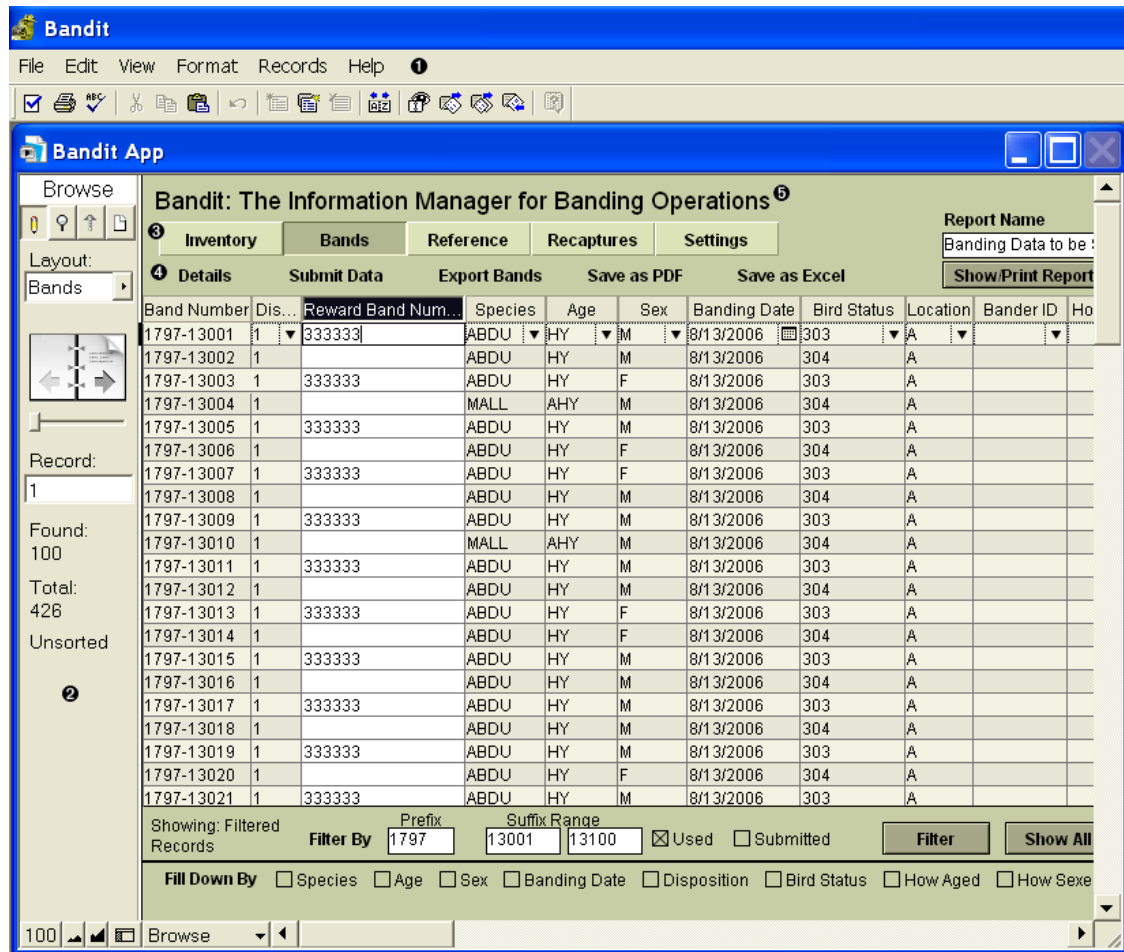 Bandit
File Edit View Format Records Help ❶
Bandit App
Browse
Layout:
Bands
Record:
1
Found:
100
Total:
426
Unsorted
❷
Bandit: The Information Manager for Banding Operations❺
Report Name
Banding Data to be
❸ Inventory Bands Reference Recaptures Settings
❹ Details Submit Data Export Bands Save as PDF Save as Excel Show/Print Report
Band Number Dis... Reward Band Num... Species Age Sex Banding Date Bird Status Location Bander ID Ho
1797-13001 1 333333 ABDU HY M 8/13/2006 303 A
1797-13002 1 ABDU HY M 8/13/2006 304 A
1797-13003 1 333333 ABDU HY F 8/13/2006 303 A
1797-13004 1 MALL AHY M 8/13/2006 304 A
1797-13005 1 333333 ABDU HY M 8/13/2006 303 A
1797-13006 1 ABDU HY F 8/13/2006 304 A
1797-13007 1 333333 ABDU HY F 8/13/2006 303 A
1797-13008 1 ABDU HY M 8/13/2006 304 A
1797-13009 1 333333 ABDU HY M 8/13/2006 303 A
1797-13010 1 MALL AHY M 8/13/2006 304 A
1797-13011 1 333333 ABDU HY M 8/13/2006 303 A
1797-13012 1 ABDU HY M 8/13/2006 304 A
1797-13013 1 333333 ABDU HY F 8/13/2006 303 A
1797-13014 1 ABDU HY F 8/13/2006 304 A
1797-13015 1 333333 ABDU HY M 8/13/2006 303 A
1797-13016 1 ABDU HY M 8/13/2006 304 A
1797-13017 1 333333 ABDU HY M 8/13/2006 303 A
1797-13018 1 ABDU HY M 8/13/2006 304 A
1797-13019 1 333333 ABDU HY M 8/13/2006 303 A
1797-13020 1 ABDU HY F 8/13/2006 304 A
1797-13021 1 333333 ABDU HY M 8/13/2006 303 A
Showing: Filtered
Records
Prefix Suffix Range
Filter By 1797 13001 13100 Used Submitted Filter Show All
Fill Down By Species Age Sex Banding Date Disposition Bird Status How Aged How Sexe
100 Browse